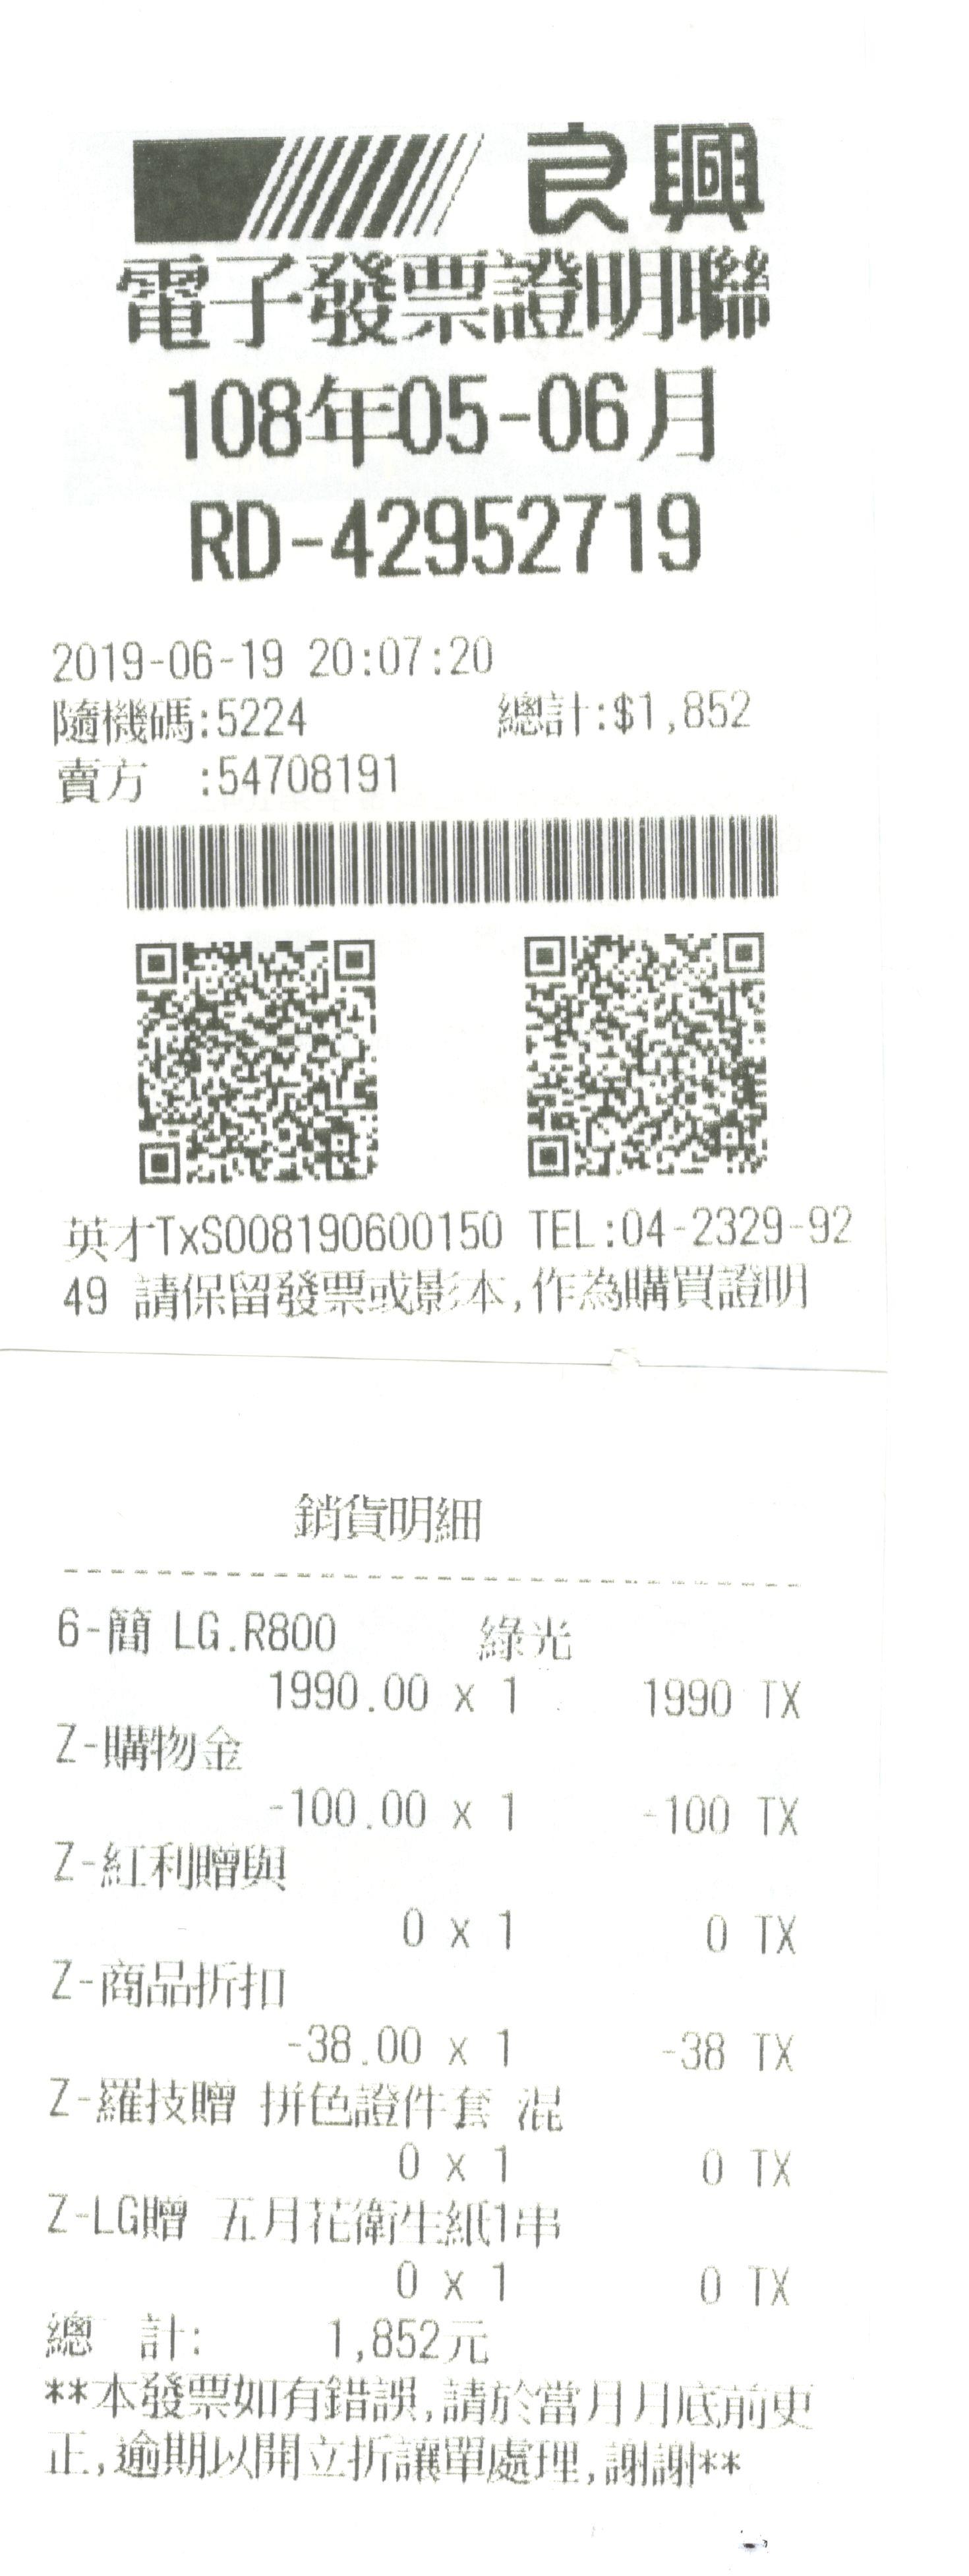 良興
電子發票證明聯
108年05-06月
RD-42952719
2019-06-19 20:07:20
隨機碼:5224 總計:$1,852
賣方 :54708191
英才TxS008190600150 TEL:04-2329-92
49 請保留發票或影本,作為購買證明
銷貨明細
6-簡 LG.R800 綠光
1990.00 x 1 1990 TX
Z-購物金
-100.00 x 1 -100 TX
Z-紅利贈與
0 x 1 0 TX
Z-商品折扣
-38.00 x 1 -38 TX
Z-羅技贈 拼色證件套 混
0 x 1 0 TX
Z-LG贈 五月花衛生紙1串
0 x 1 0 TX
總 計: 1,852元
**本發票如有錯誤,請於當月月底前更
正,逾期以開立折讓單處理,謝謝**